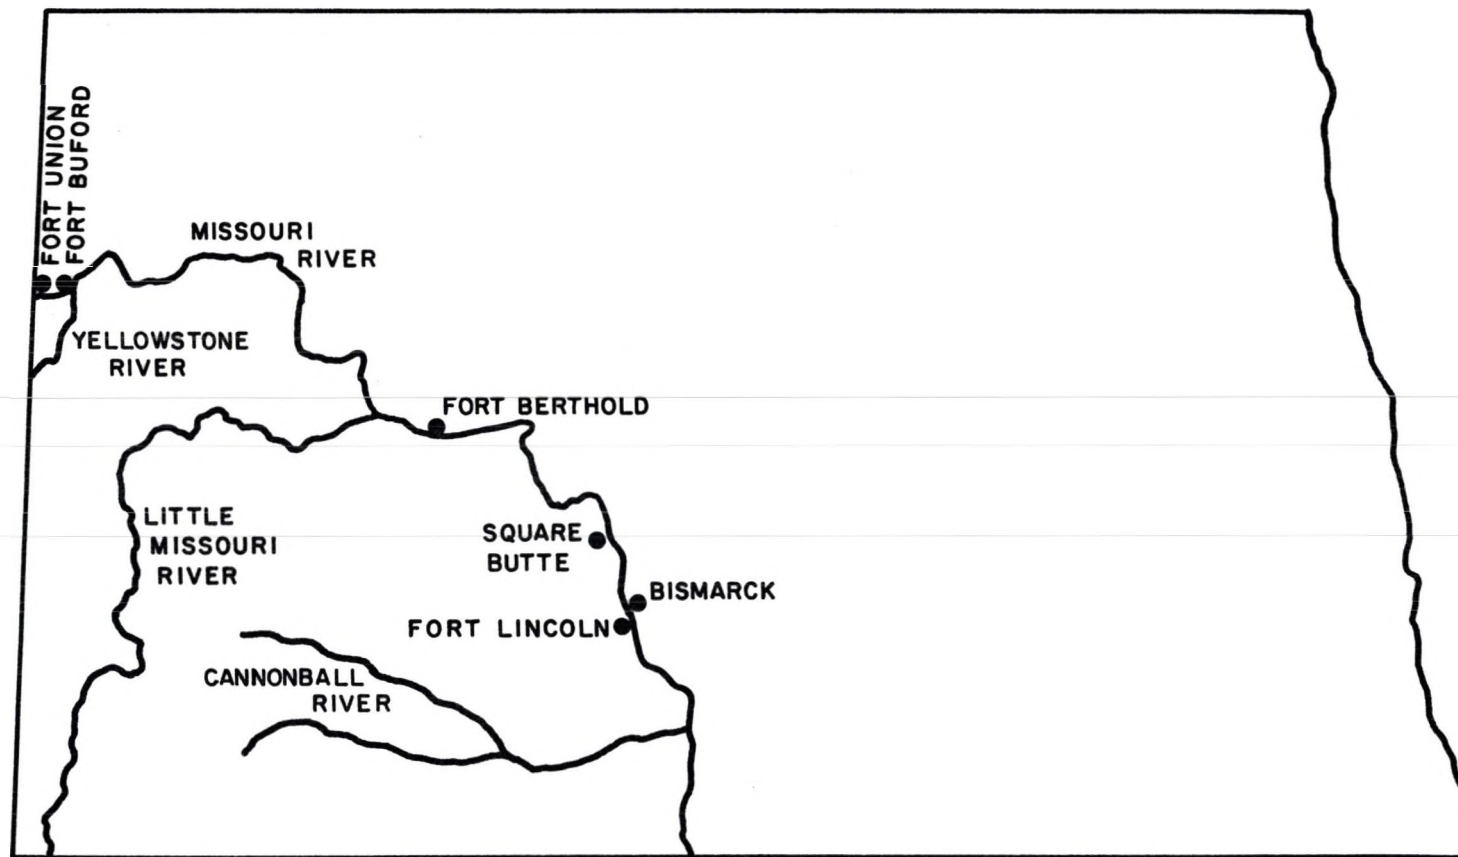 FORT UNION
FORT BUFORD
MISSOURI
RIVER
YELLOWSTONE
RIVER
FORT BERTHOLD
LITTLE
MISSOURI
RIVER
SQUARE
BUTTE
BISMARCK
FORT LINCOLN
CANNONBALL
RIVER